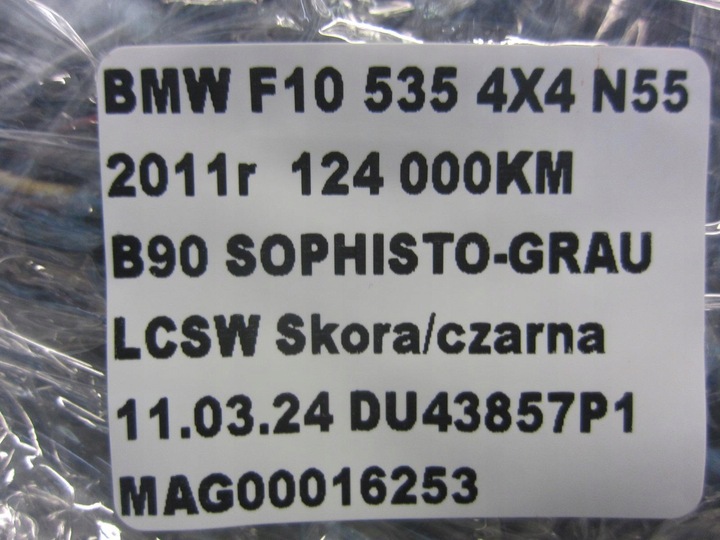 BMW F10 535 4X4 N55
2011r 124 000KM
B90 SOPHISTO-GRAU
LCSW Skora/czarna
11.03.24 DU43857P1
MAG00016253